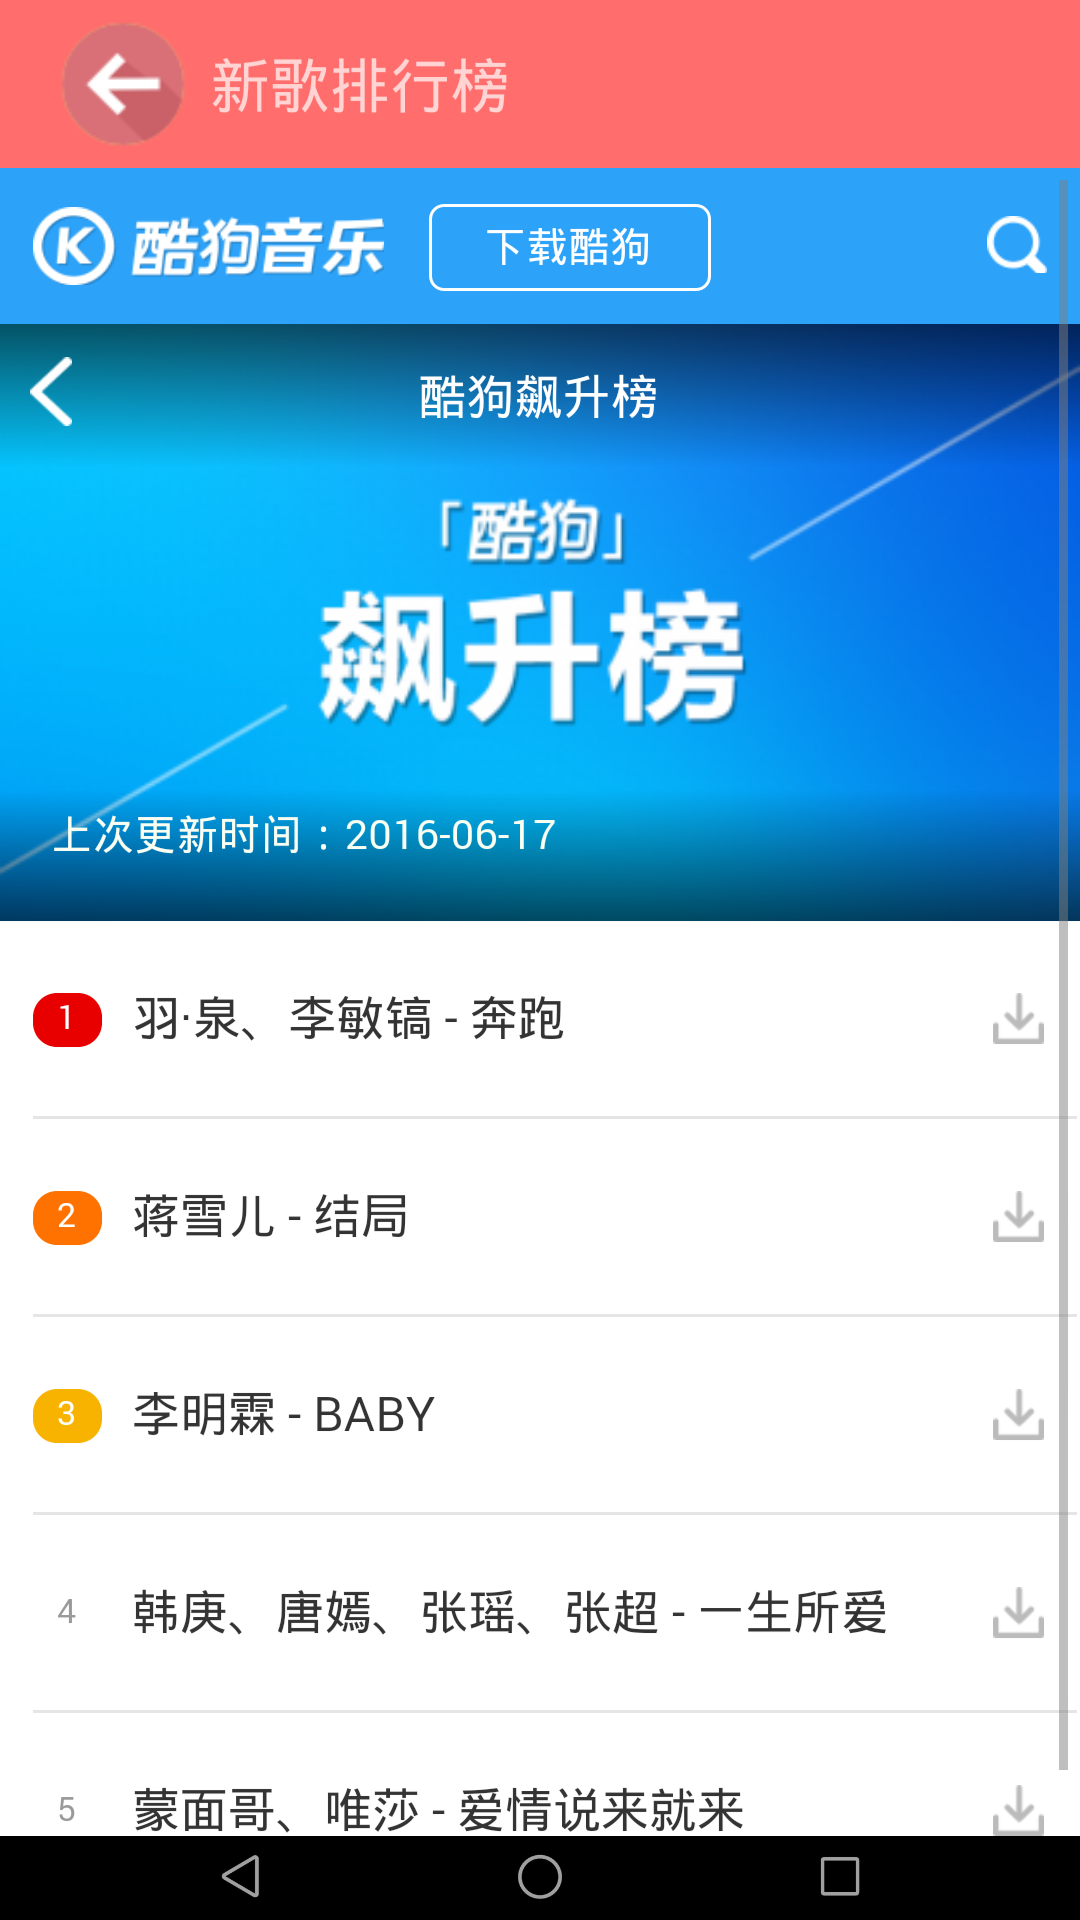 新歌排行榜
K 酷狗音乐
下载酷狗
酷狗飙升榜
「酷狗」
飙升榜
上次更新时间：2016-06-17
1 羽·泉、李敏镐 - 奔跑
2 蒋雪儿 - 结局
3 李明霖 - BABY
4 韩庚、唐嫣、张瑶、张超 - 一生所爱
5 蒙面哥、唯莎 - 爱情说来就来